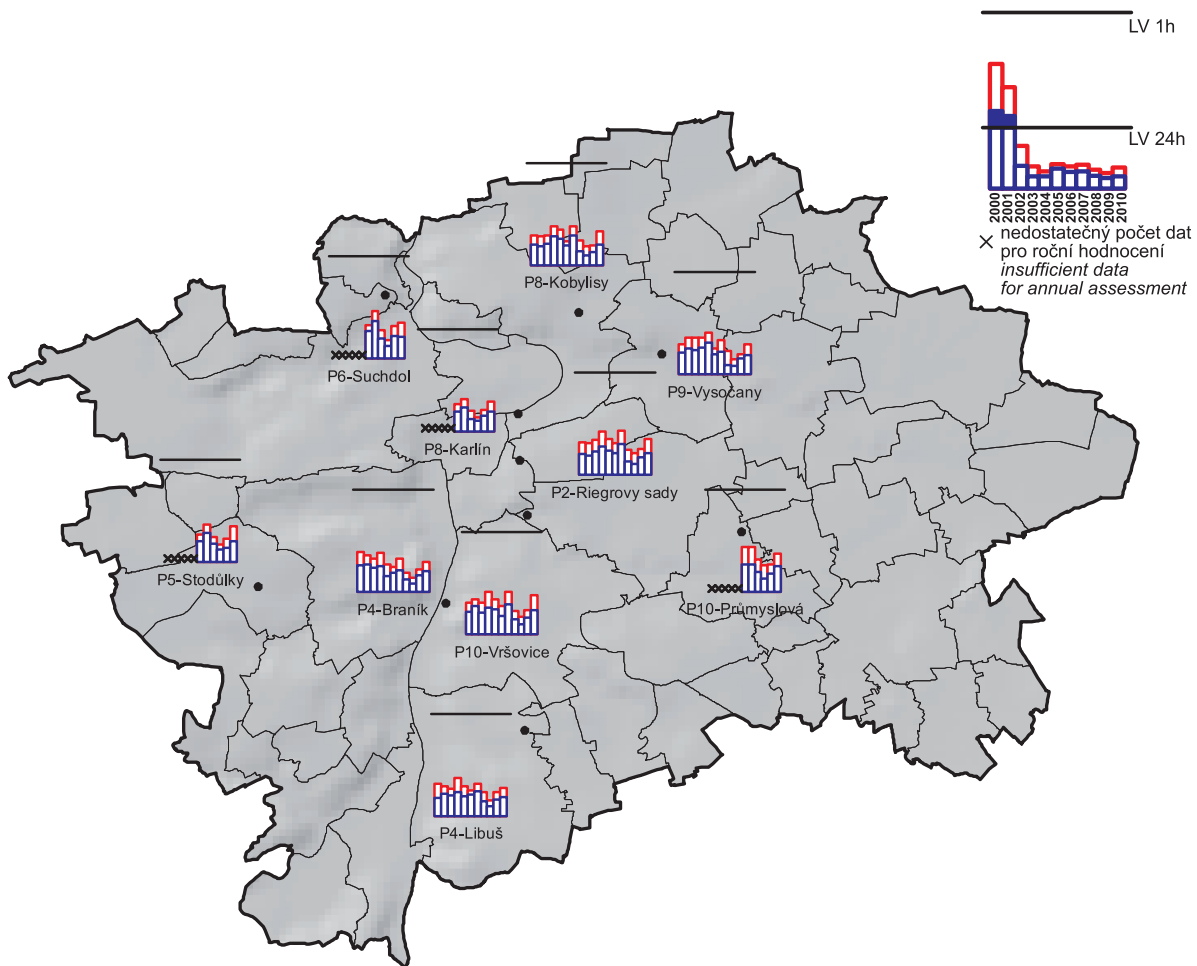 LV 1h
LV 24h
2000
2001
2002
2003
2004
2005
2006
2007
2008
2009
2010
× nedostatečný počet dat
pro roční hodnocení
insufficient data
for annual assessment
P8-Kobylisy
P6-Suchdol
P9-Vysočany
P8-Karlín
P2-Riegrovy sady
P5-Stodůlky
P4-Braník
P10-Průmyslová
P10-Vršovice
P4-Libuš